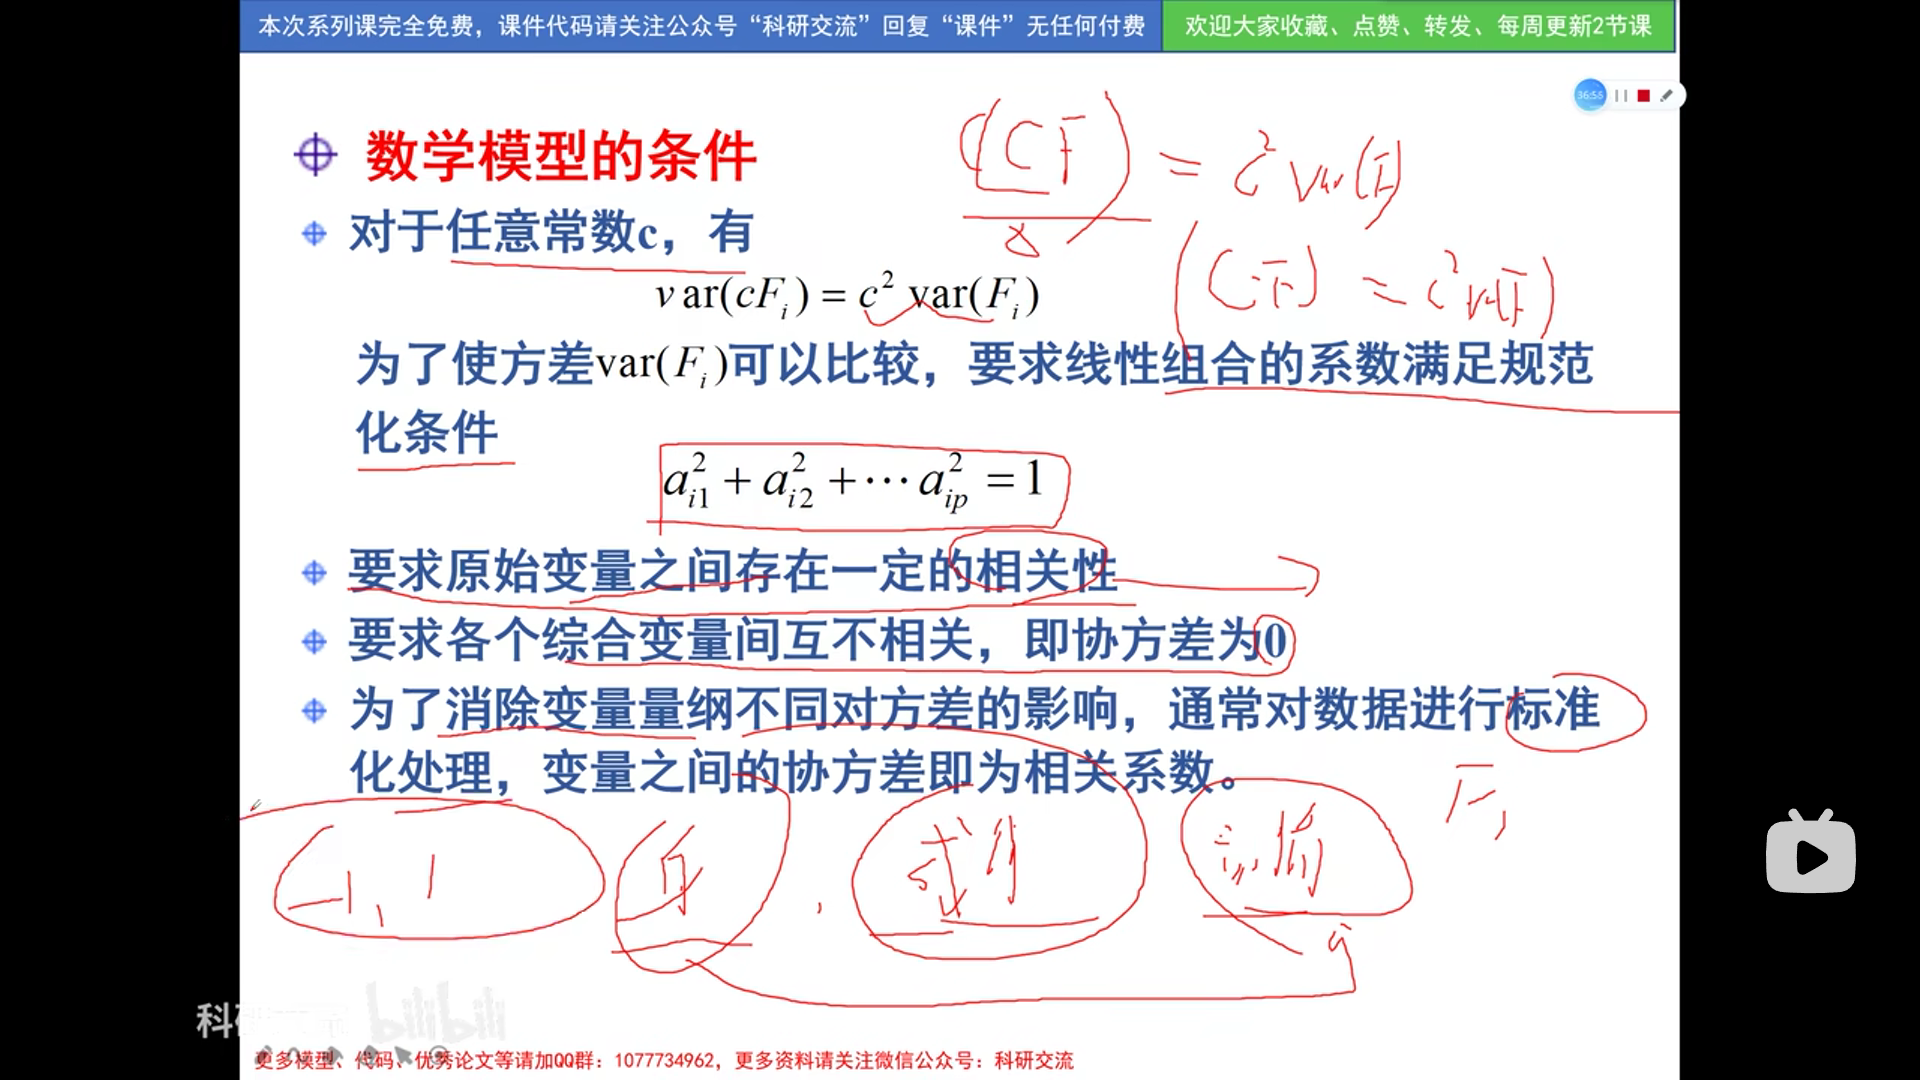 本次系列课完全免费，课件代码请关注公众号“科研交流”回复“课件”无任何付费
欢迎大家收藏、点赞、转发、每周更新2节课
36:55
数学模型的条件
(CF) = c² var(F)
对于任意常数c，有
var(cF_i) = c² var(F_i)
为了使方差var(F_i)可以比较，要求线性组合的系数满足规范
化条件
a_{i1}^2 + a_{i2}^2 + ⋯ a_{ip}^2 = 1
要求原始变量之间存在一定的相关性
要求各个综合变量间互不相关，即协方差为0
为了消除变量量纲不同对方差的影响，通常对数据进行标准
化处理，变量之间的协方差即为相关系数。
F₁
-1, 1
bilibili
更多模型、代码、优秀论文等请加QQ群：1077734962，更多资料请关注微信公众号：科研交流